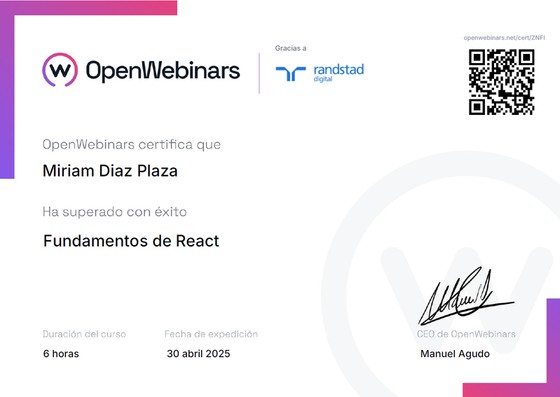 openwebinars.net/cert/ZNFI
Gracias a
OpenWebinars
randstad
digital
OpenWebinars certifica que
Miriam Diaz Plaza
Ha superado con éxito
Fundamentos de React
Duración del curso
Fecha de expedición
CEO de OpenWebinars
6 horas
30 abril 2025
Manuel Agudo